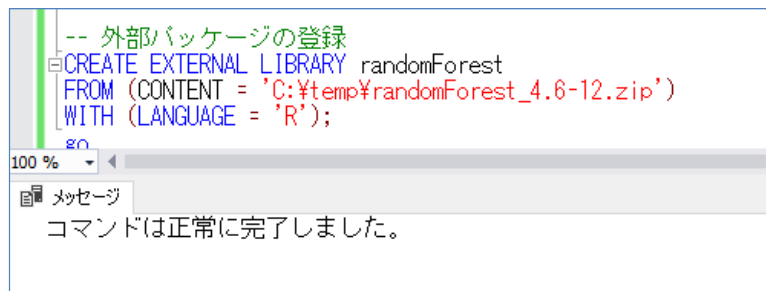 -- 外部パッケージの登録
CREATE EXTERNAL LIBRARY randomForest
FROM (CONTENT = 'C:¥temp¥randomForest_4.6-12.zip')
WITH (LANGUAGE = 'R');
go
100 %
メッセージ
コマンドは正常に完了しました。